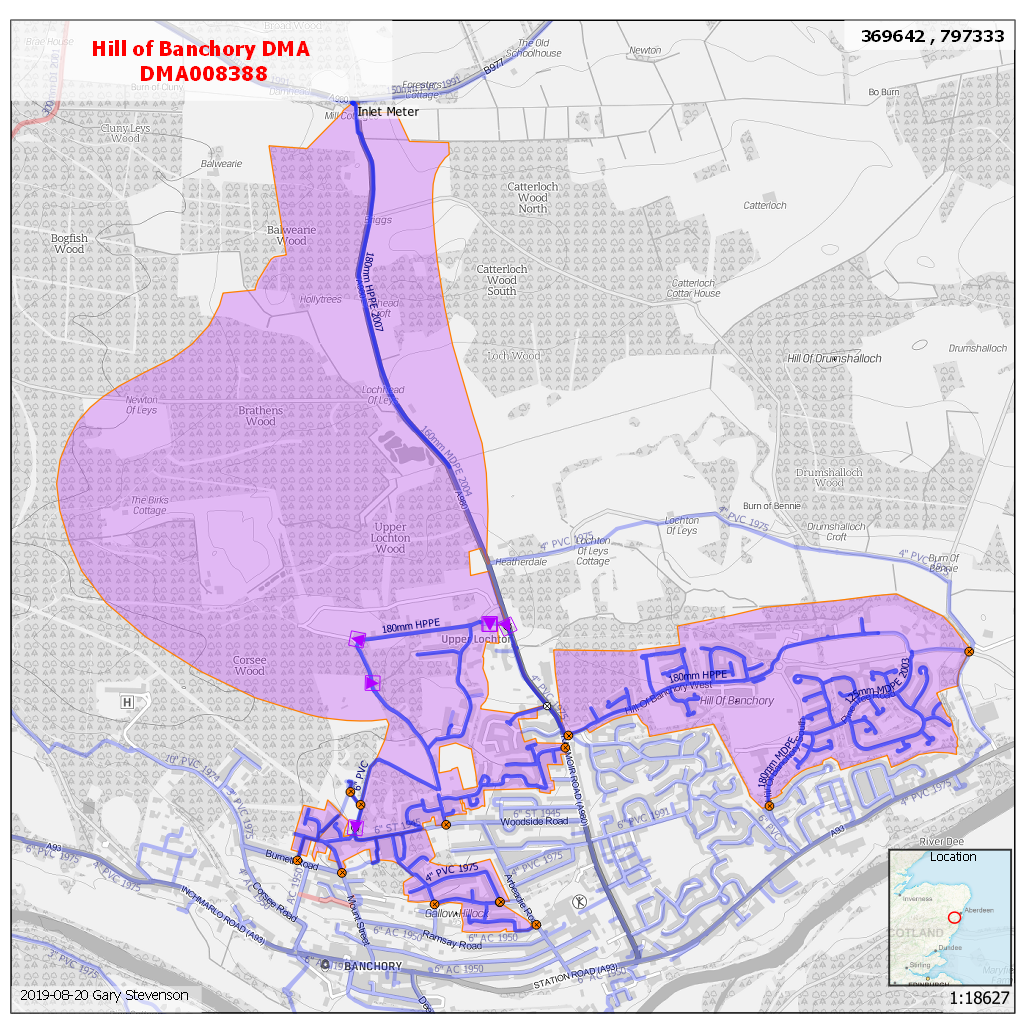 Hill of Banchory DMA
DMA008388
369642 , 797333
Broad Wood
Brae House
The Old
Schoolhouse
Newton
B977
Foresters
Cottage
Bo Burn
Burn of Cluny
Inlet Meter
Cluny Leys
Wood
Balwearie
Catterloch
Wood
North
Catterloch
Briggs
Balwearie
Wood
Bogfish
Wood
Catterloch
Wood
South
Catterloch
Cottar House
180mm HPPE 2007
Hollytrees
Loch Wood
Hill Of Drumshalloch
Drumshalloch
Lochhead
Of Leys
Newton
Of Leys
Brathens
Wood
160mm MDPE 2004
A980
Drumshalloch
Wood
The Birks
Cottage
Burn of Bennie
Upper
Lochton
Wood
Lochton
Of Leys
4" PVC 1975
Drumshalloch
Croft
4" PVC 1975
Lochton
Of Leys
Cottage
Heatherdale
4" PVC
Burn Of
Bennie
180mm HPPE
Upper Lochton
Corsee
Wood
4" PVC 1975
180mm HPPE
125mm MDPE 2003
Hill Of Banchory West
Hill Of Banchory
H
180mm MDPE
10" PVC 1975
6" PVC
4" PVC 1975
6" PVC 1991
6" ST 1945
6" ST 1945
Woodside Road
A93
A93
6" PVC 1975
Burnett Road
4" PVC 1975
River Dee
INCHMARLO ROAD (A93)
Corsee Road
6" AC 1950
Mount Street
Arbeadie Road
Gallow Hillock
Ramsay Road
6" AC 1950
6" AC 1950
BANCHORY
6" AC 1950
STATION ROAD (A93)
3" PVC 1975
Dee
Location
Inverness
Aberdeen
SCOTLAND
Dundee
Stirling
EDINBURGH
2019-08-20 Gary Stevenson
1:18627